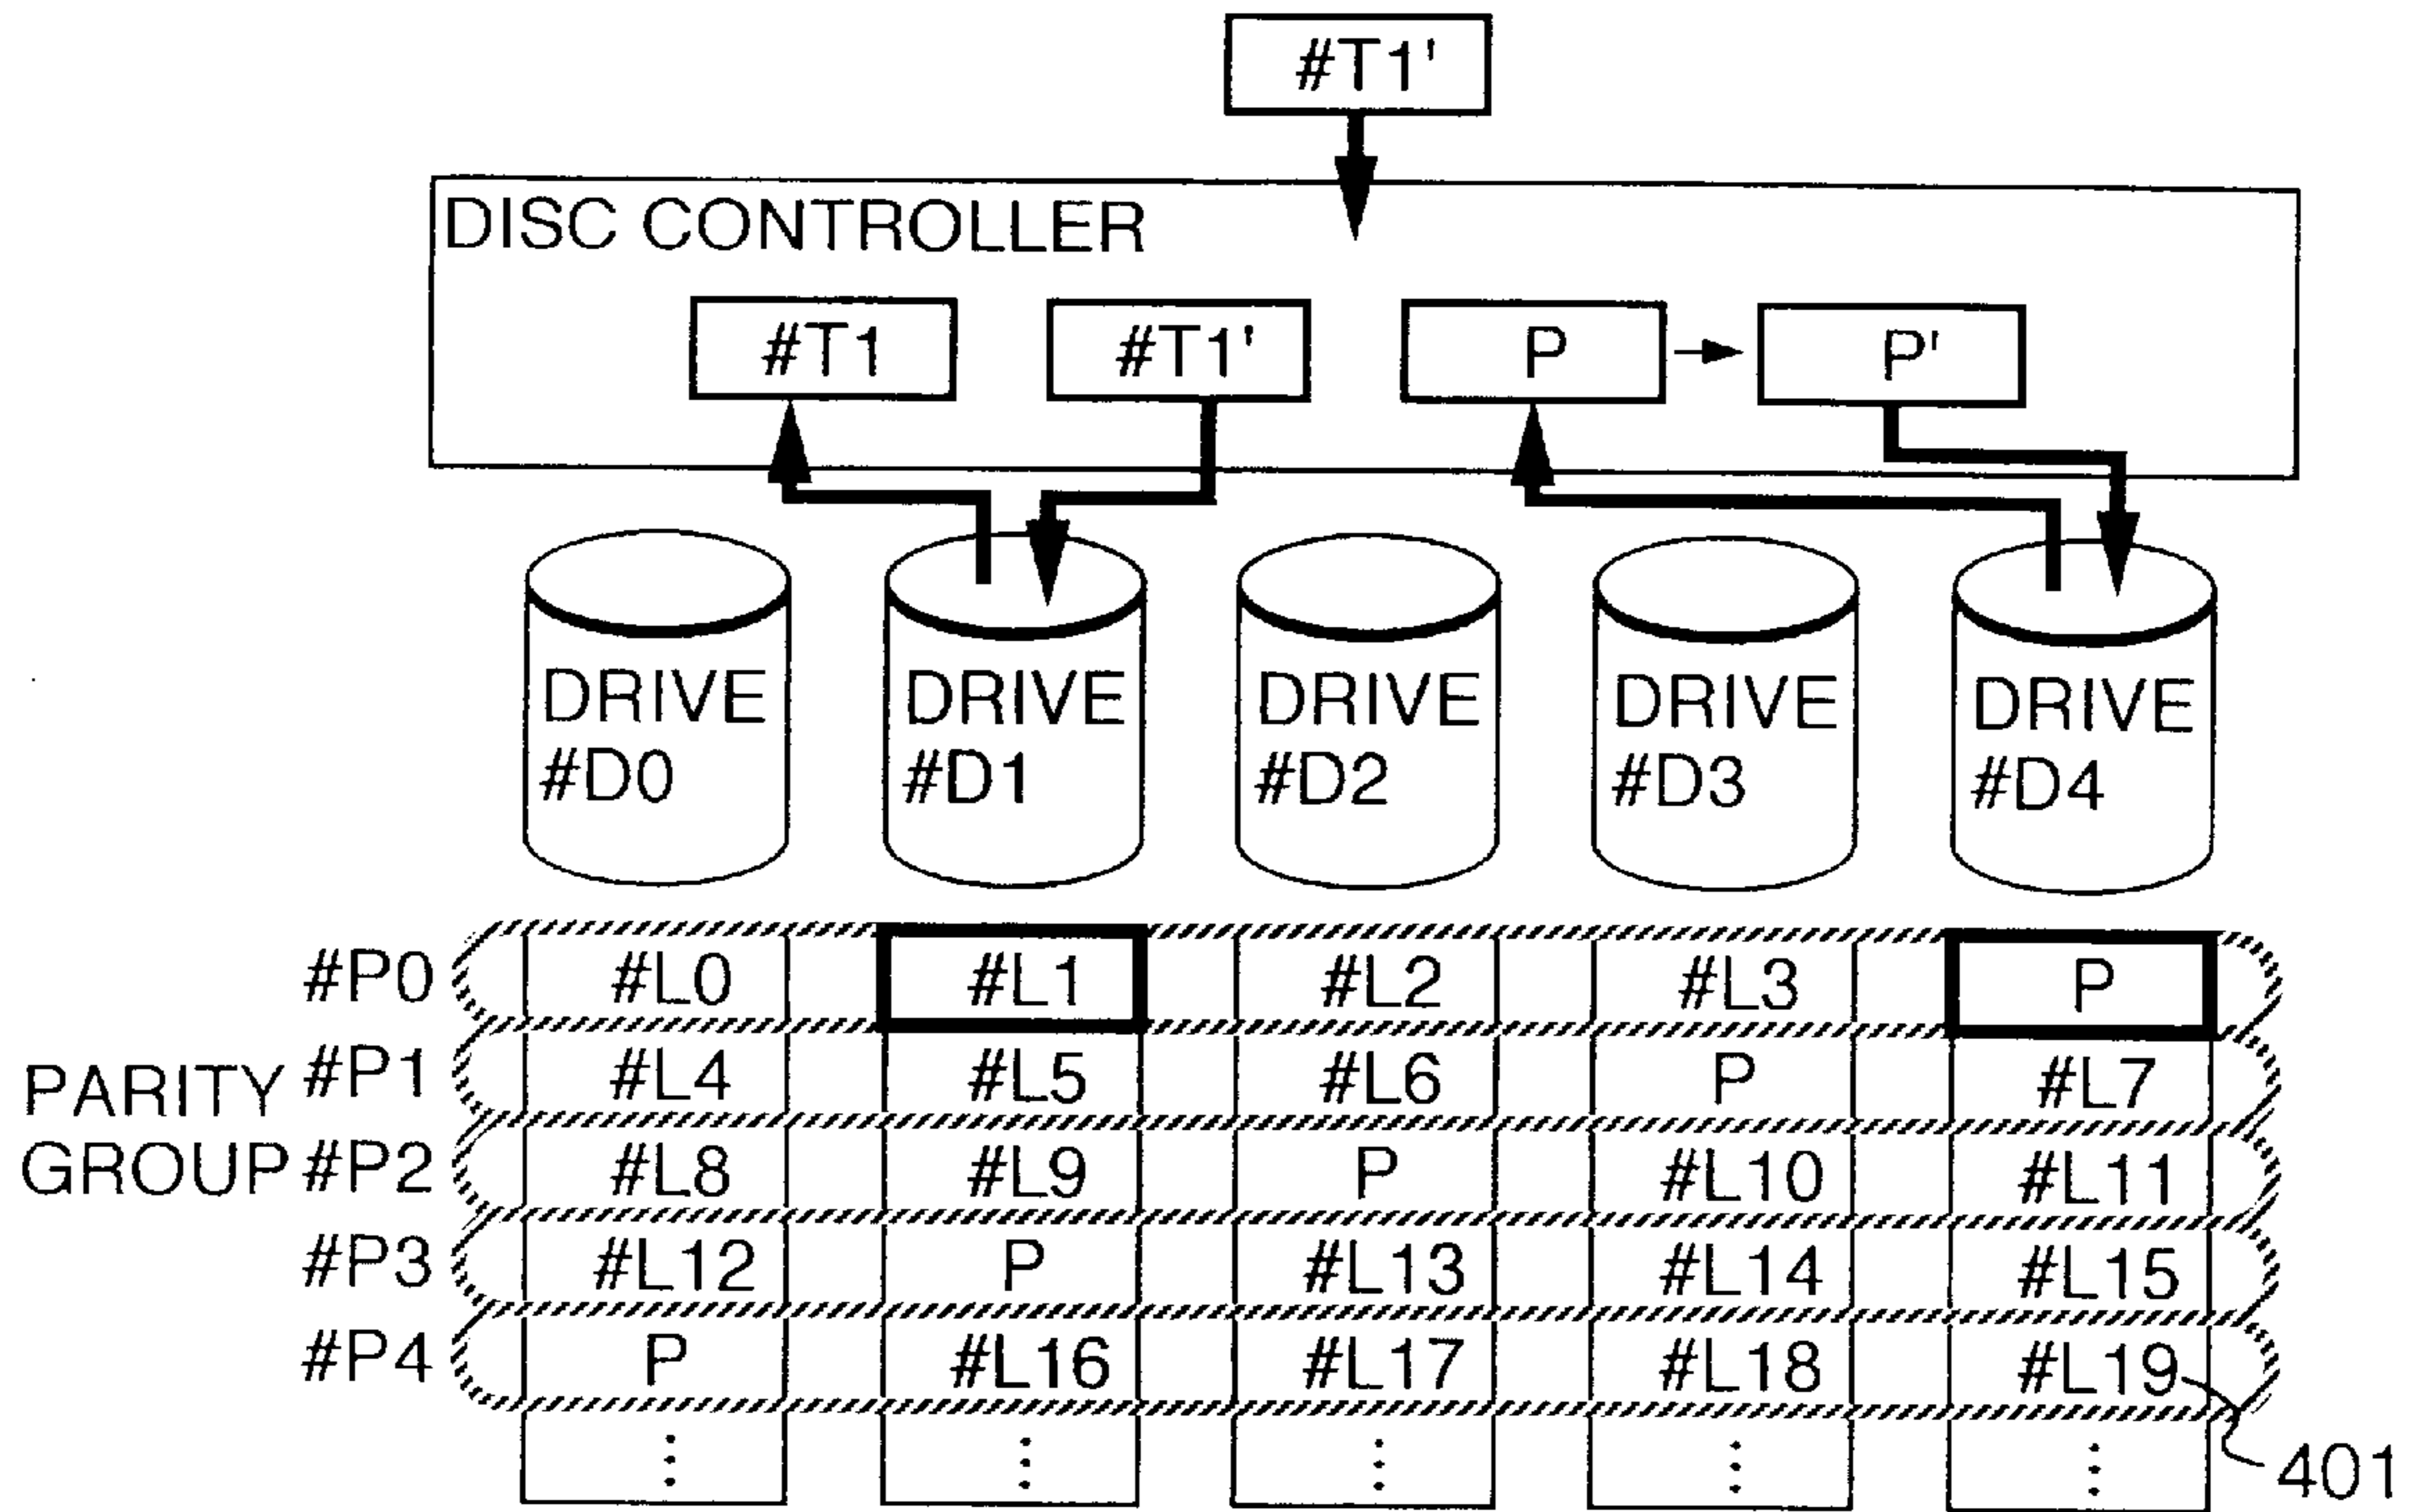 #T1'
DISC CONTROLLER
#T1 #T1' P P'
DRIVE #D0
DRIVE #D1
DRIVE #D2
DRIVE #D3
DRIVE #D4
PARITY GROUP
#P0 #L0 #L1 #L2 #L3 P
#P1 #L4 #L5 #L6 P #L7
#P2 #L8 #L9 P #L10 #L11
#P3 #L12 P #L13 #L14 #L15
#P4 P #L16 #L17 #L18 #L19
401